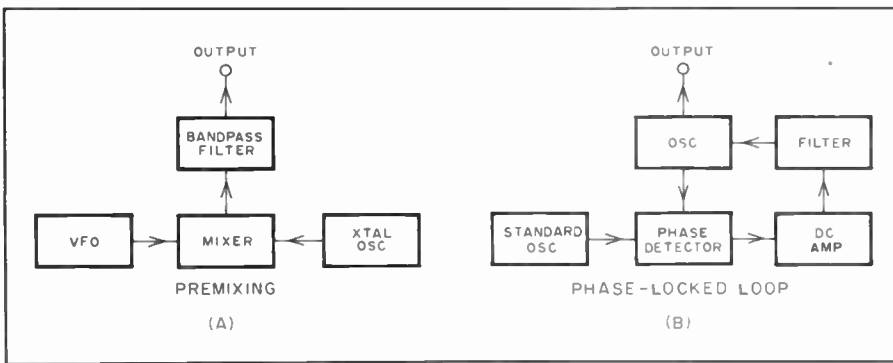 OUTPUT
BANDPASS
FILTER
VFO
MIXER
XTAL
OSC
PREMIXING
(A)
OUTPUT
OSC
FILTER
STANDARD
OSC
PHASE
DETECTOR
DC
AMP
PHASE-LOCKED LOOP
(B)